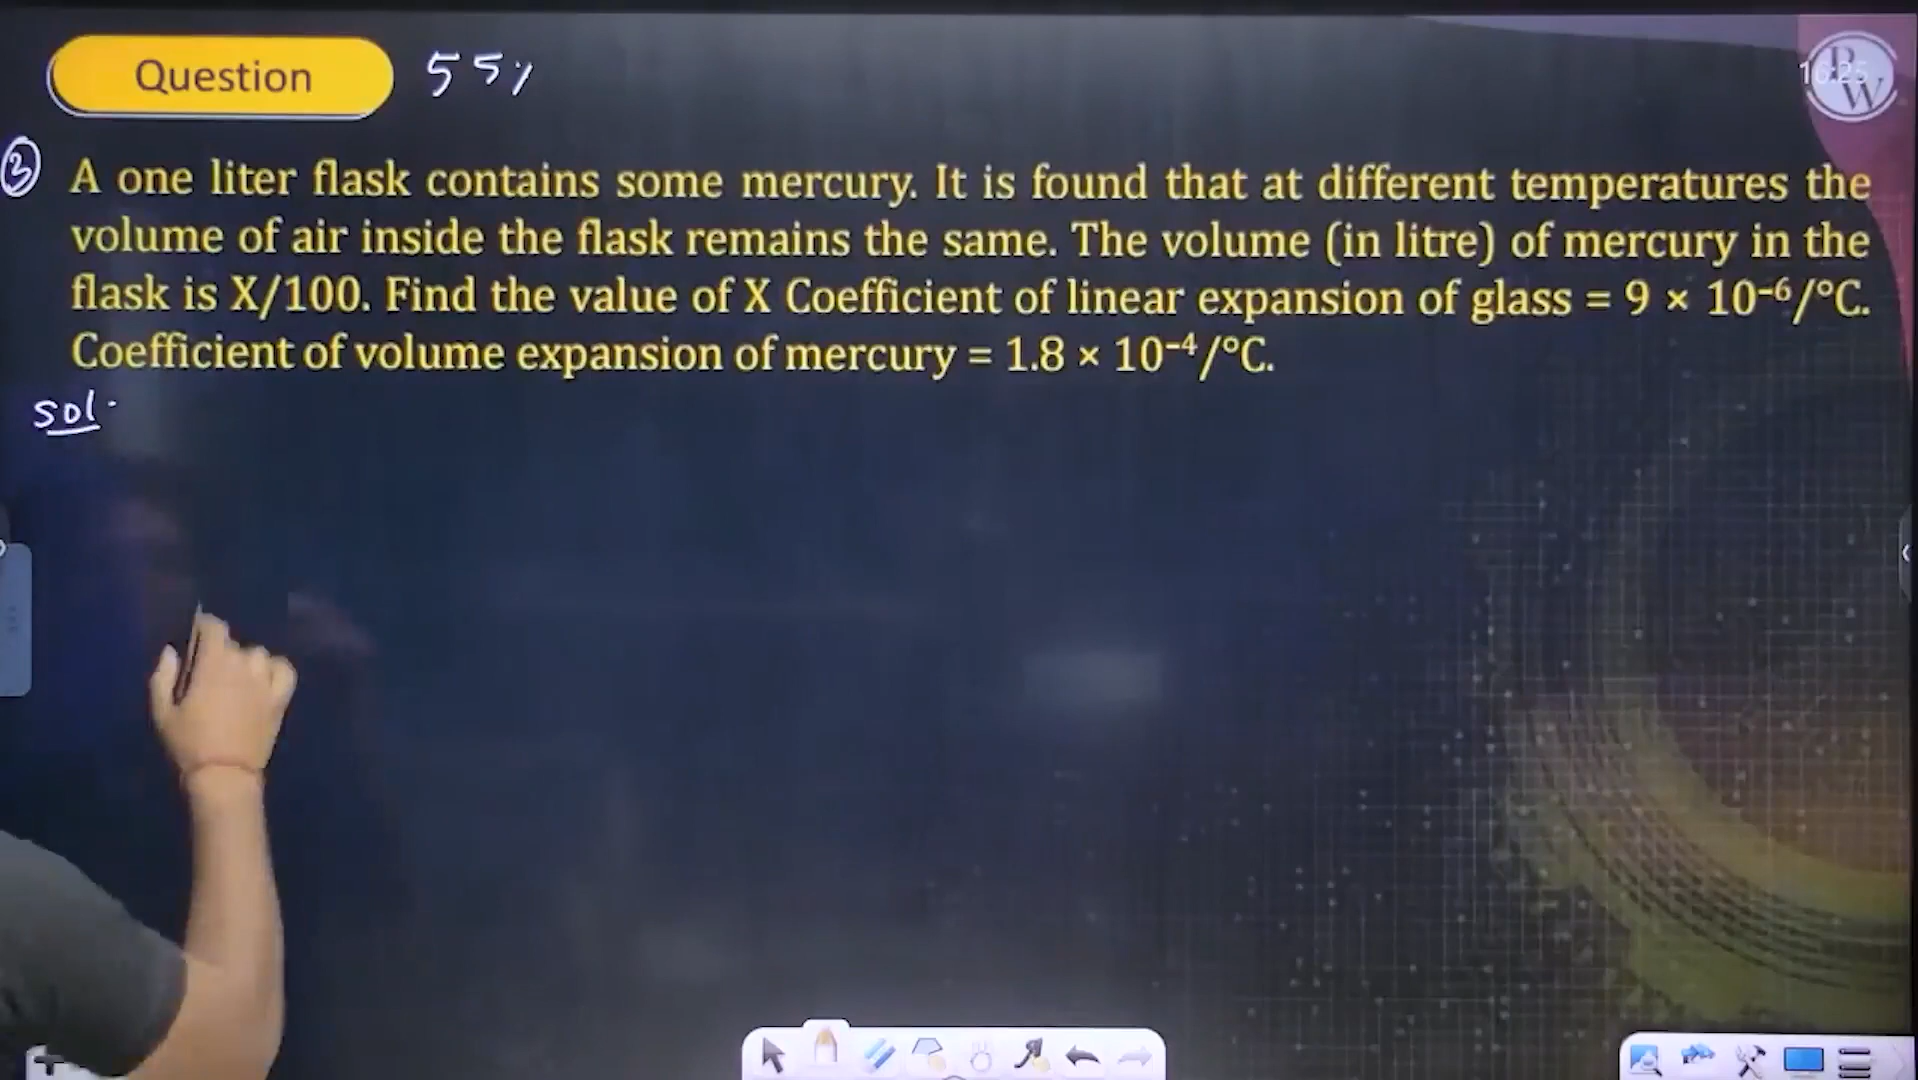 Question 55%
③ A one liter flask contains some mercury. It is found that at different temperatures the
volume of air inside the flask remains the same. The volume (in litre) of mercury in the
flask is X/100. Find the value of X Coefficient of linear expansion of glass = 9 × 10⁻⁶/°C.
Coefficient of volume expansion of mercury = 1.8 × 10⁻⁴/°C.
Sol.